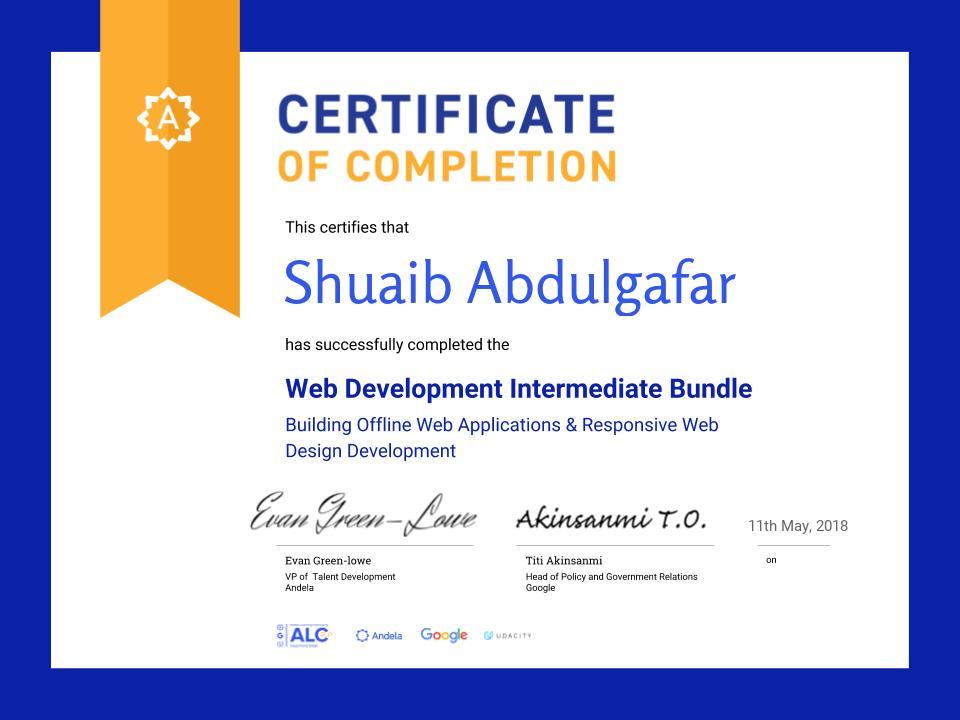 A
CERTIFICATE
OF COMPLETION
This certifies that
Shuaib Abdulgafar
has successfully completed the
Web Development Intermediate Bundle
Building Offline Web Applications & Responsive Web
Design Development
Evan Green-Lowe
Akinsanmi T.O.
11th May, 2018
Evan Green-lowe
VP of Talent Development
Andela
Titi Akinsanmi
Head of Policy and Government Relations
Google
on
ALC
Andela
Google
UDACITY